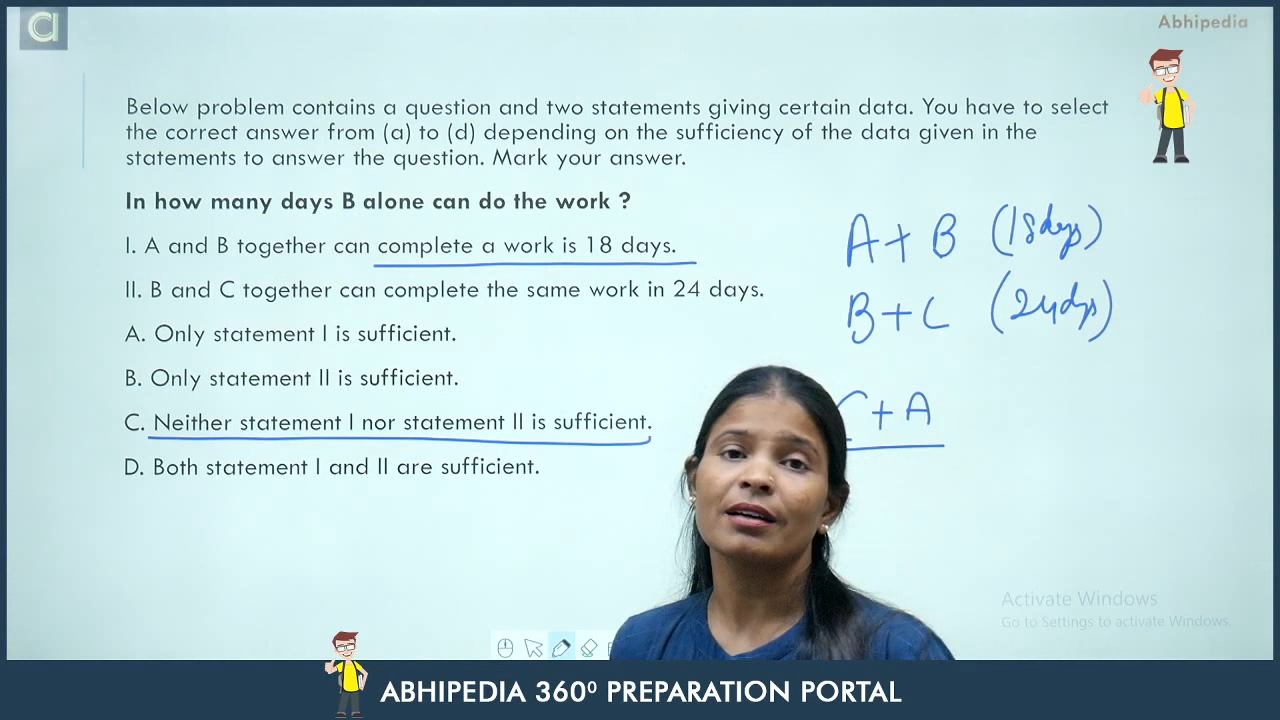 Abhipedia
Below problem contains a question and two statements giving certain data. You have to select
the correct answer from (a) to (d) depending on the sufficiency of the data given in the
statements to answer the question. Mark your answer.
In how many days B alone can do the work ?
I. A and B together can complete a work is 18 days.
II. B and C together can complete the same work in 24 days.
A. Only statement I is sufficient.
B. Only statement II is sufficient.
C. Neither statement I nor statement II is sufficient.
D. Both statement I and II are sufficient.
A + B (18 days)
B + C (24 dys)
C + A
Activate Windows
Go to Settings to activate Windows.
ABHIPEDIA 360⁰ PREPARATION PORTAL